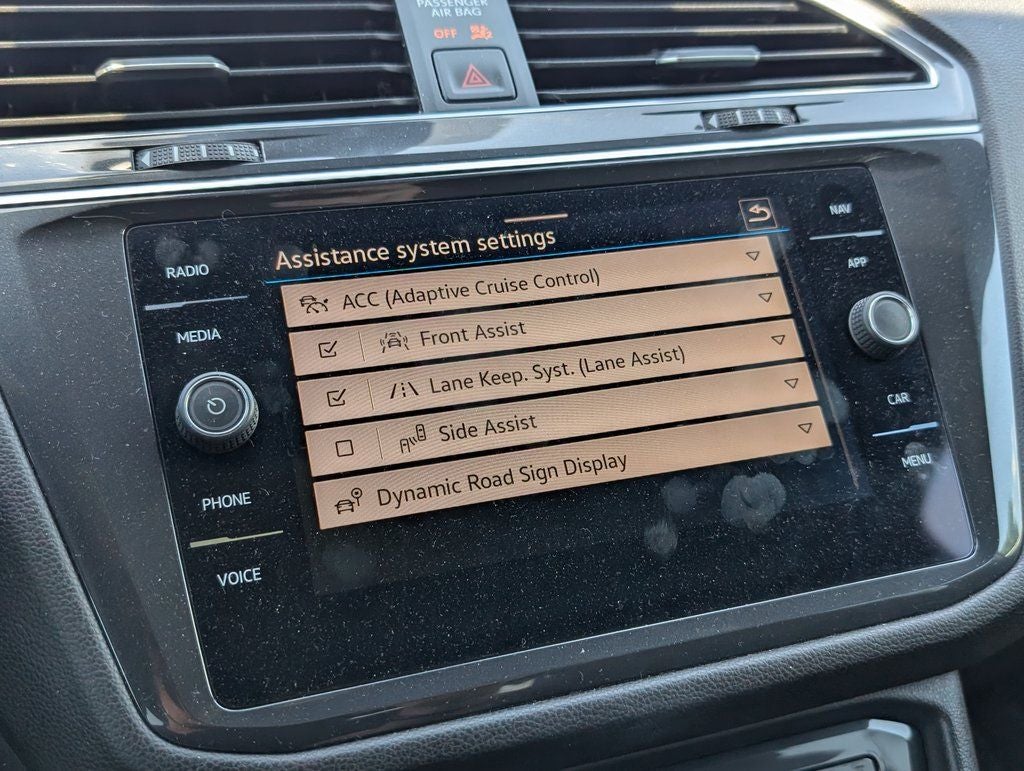 PASSENGER
AIR BAG
OFF
RADIO
MEDIA
PHONE
VOICE
Assistance system settings
ACC (Adaptive Cruise Control)
Front Assist
Lane Keep. Syst. (Lane Assist)
Side Assist
Dynamic Road Sign Display
NAV
APP
CAR
MENU